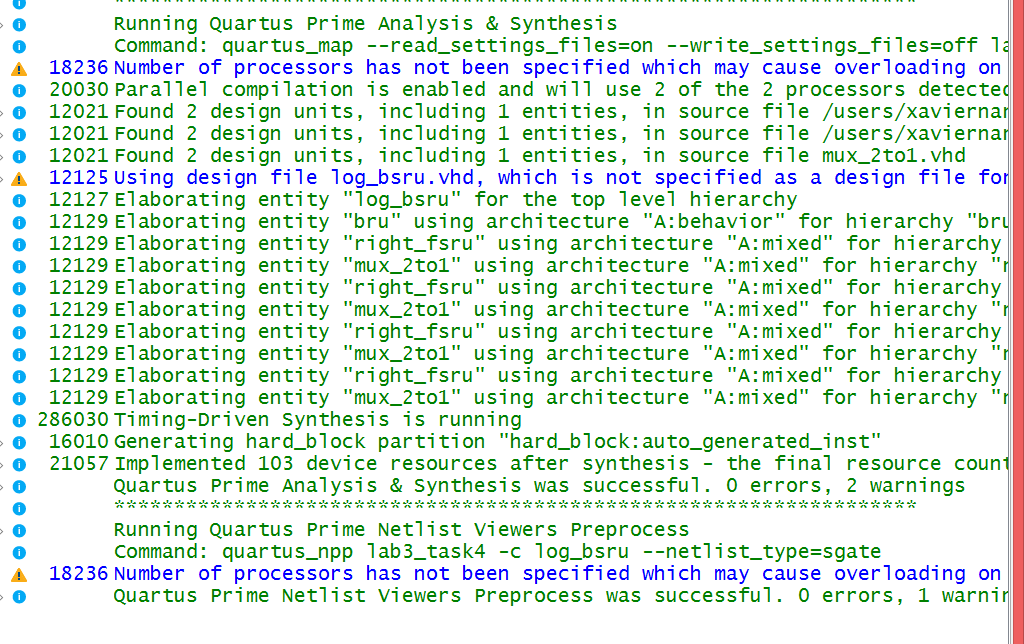 ************************************************************************
Running Quartus Prime Analysis & Synthesis
Command: quartus_map --read_settings_files=on --write_settings_files=off
18236 Number of processors has not been specified which may cause overloading on
20030 Parallel compilation is enabled and will use 2 of the 2 processors detected
12021 Found 2 design units, including 1 entities, in source file /users/xaviernar
12021 Found 2 design units, including 1 entities, in source file /users/xaviernar
12021 Found 2 design units, including 1 entities, in source file mux_2to1.vhd
12125 Using design file log_bsru.vhd, which is not specified as a design file for
12127 Elaborating entity "log_bsru" for the top level hierarchy
12129 Elaborating entity "bru" using architecture "A:behavior" for hierarchy "bru
12129 Elaborating entity "right_fsru" using architecture "A:mixed" for hierarchy
12129 Elaborating entity "mux_2to1" using architecture "A:mixed" for hierarchy
12129 Elaborating entity "right_fsru" using architecture "A:mixed" for hierarchy
12129 Elaborating entity "mux_2to1" using architecture "A:mixed" for hierarchy
12129 Elaborating entity "right_fsru" using architecture "A:mixed" for hierarchy
12129 Elaborating entity "mux_2to1" using architecture "A:mixed" for hierarchy
12129 Elaborating entity "right_fsru" using architecture "A:mixed" for hierarchy
12129 Elaborating entity "mux_2to1" using architecture "A:mixed" for hierarchy
286030 Timing-Driven Synthesis is running
16010 Generating hard_block partition "hard_block:auto_generated_inst"
21057 Implemented 103 device resources after synthesis - the final resource count
Quartus Prime Analysis & Synthesis was successful. 0 errors, 2 warnings
*******************************************************************
Running Quartus Prime Netlist Viewers Preprocess
Command: quartus_npp lab3_task4 -c log_bsru --netlist_type=sgate
18236 Number of processors has not been specified which may cause overloading on
Quartus Prime Netlist Viewers Preprocess was successful. 0 errors, 1 warnin